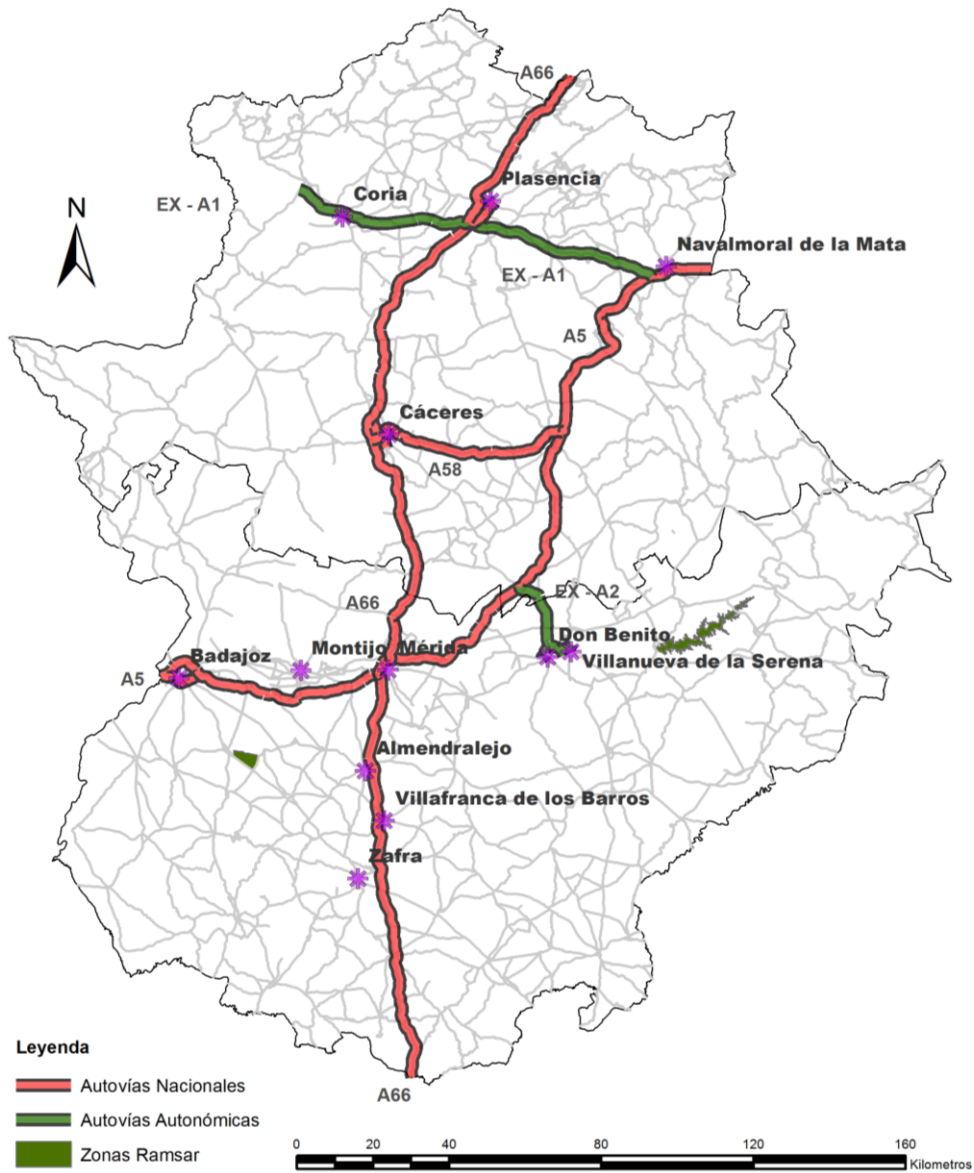 A66
Plasencia
Coria
EX - A1
N
Navalmoral de la Mata
EX - A1
A5
Cáceres
A58
EX - A2
A66
Don Benito
Montijo Mérida
Badajoz
Villanueva de la Serena
A5
Almendralejo
Villafranca de los Barros
Zafra
Leyenda
Autovías Nacionales
A66
Autovías Autonómicas
Zonas Ramsar
0 20 40 80 120 160
Kilometros